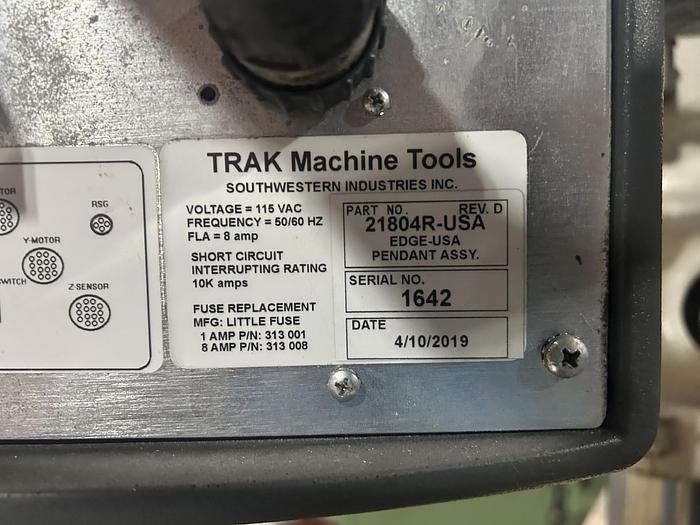 TRAK Machine Tools
SOUTHWESTERN INDUSTRIES INC.
VOLTAGE = 115 VAC
FREQUENCY = 50/60 HZ
FLA = 8 amp
SHORT CIRCUIT
INTERRUPTING RATING
10K amps
FUSE REPLACEMENT
MFG: LITTLE FUSE
1 AMP P/N: 313 001
8 AMP P/N: 313 008
PART NO. REV. D
21804R-USA
EDGE-USA
PENDANT ASSY.
SERIAL NO.
1642
DATE
4/10/2019
RSG
Y-MOTOR
Z-SENSOR